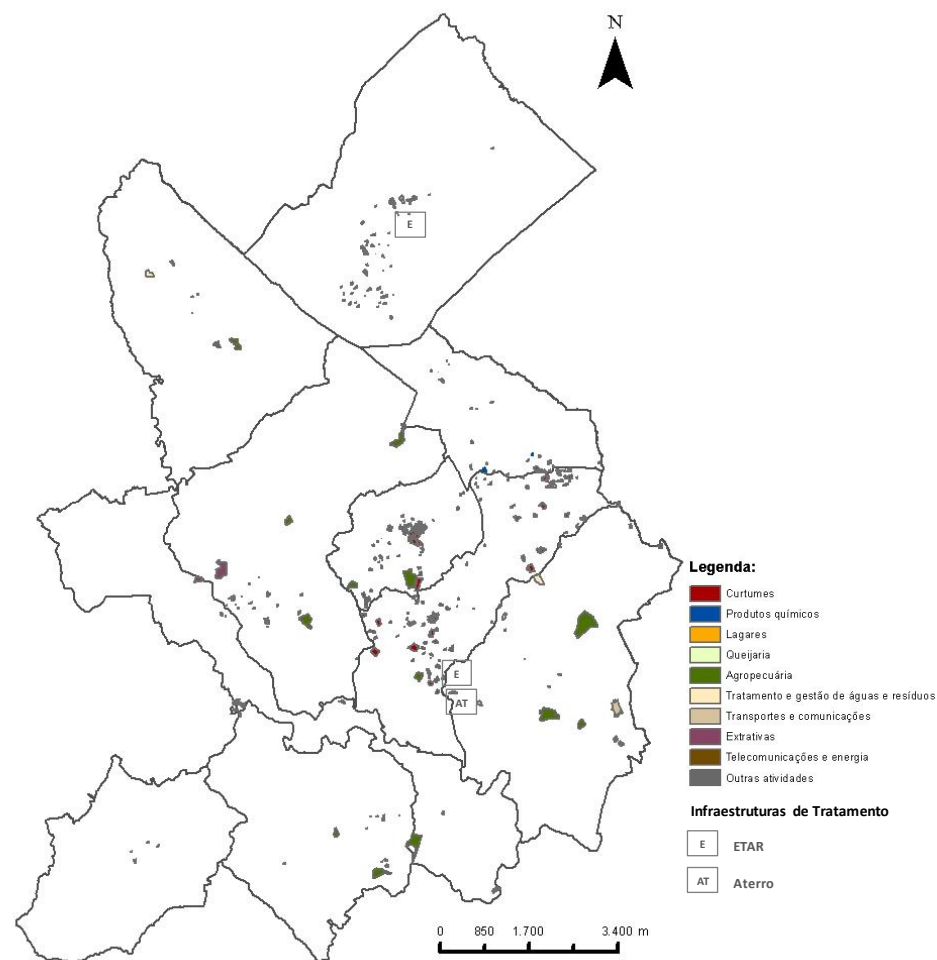 N
E
E
AT
Legenda:
Curtumes
Produtos químicos
Lagares
Queijaria
Agropecuária
Tratamento e gestão de águas e resíduos
Transportes e comunicações
Extrativas
Telecomunicações e energia
Outras atividades
Infraestruturas de Tratamento
E ETAR
AT Aterro
0 850 1.700 3.400 m